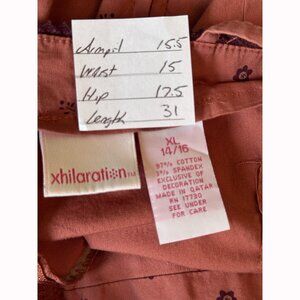 Armpit 15.5
Waist 15
Hip 17.5
Length 31
xhilaration™
XL
14/16
97% COTTON
3% SPANDEX
EXCLUSIVE OF
DECORATION
MADE IN QATAR
RN 17730
SEE UNDER
FOR CARE